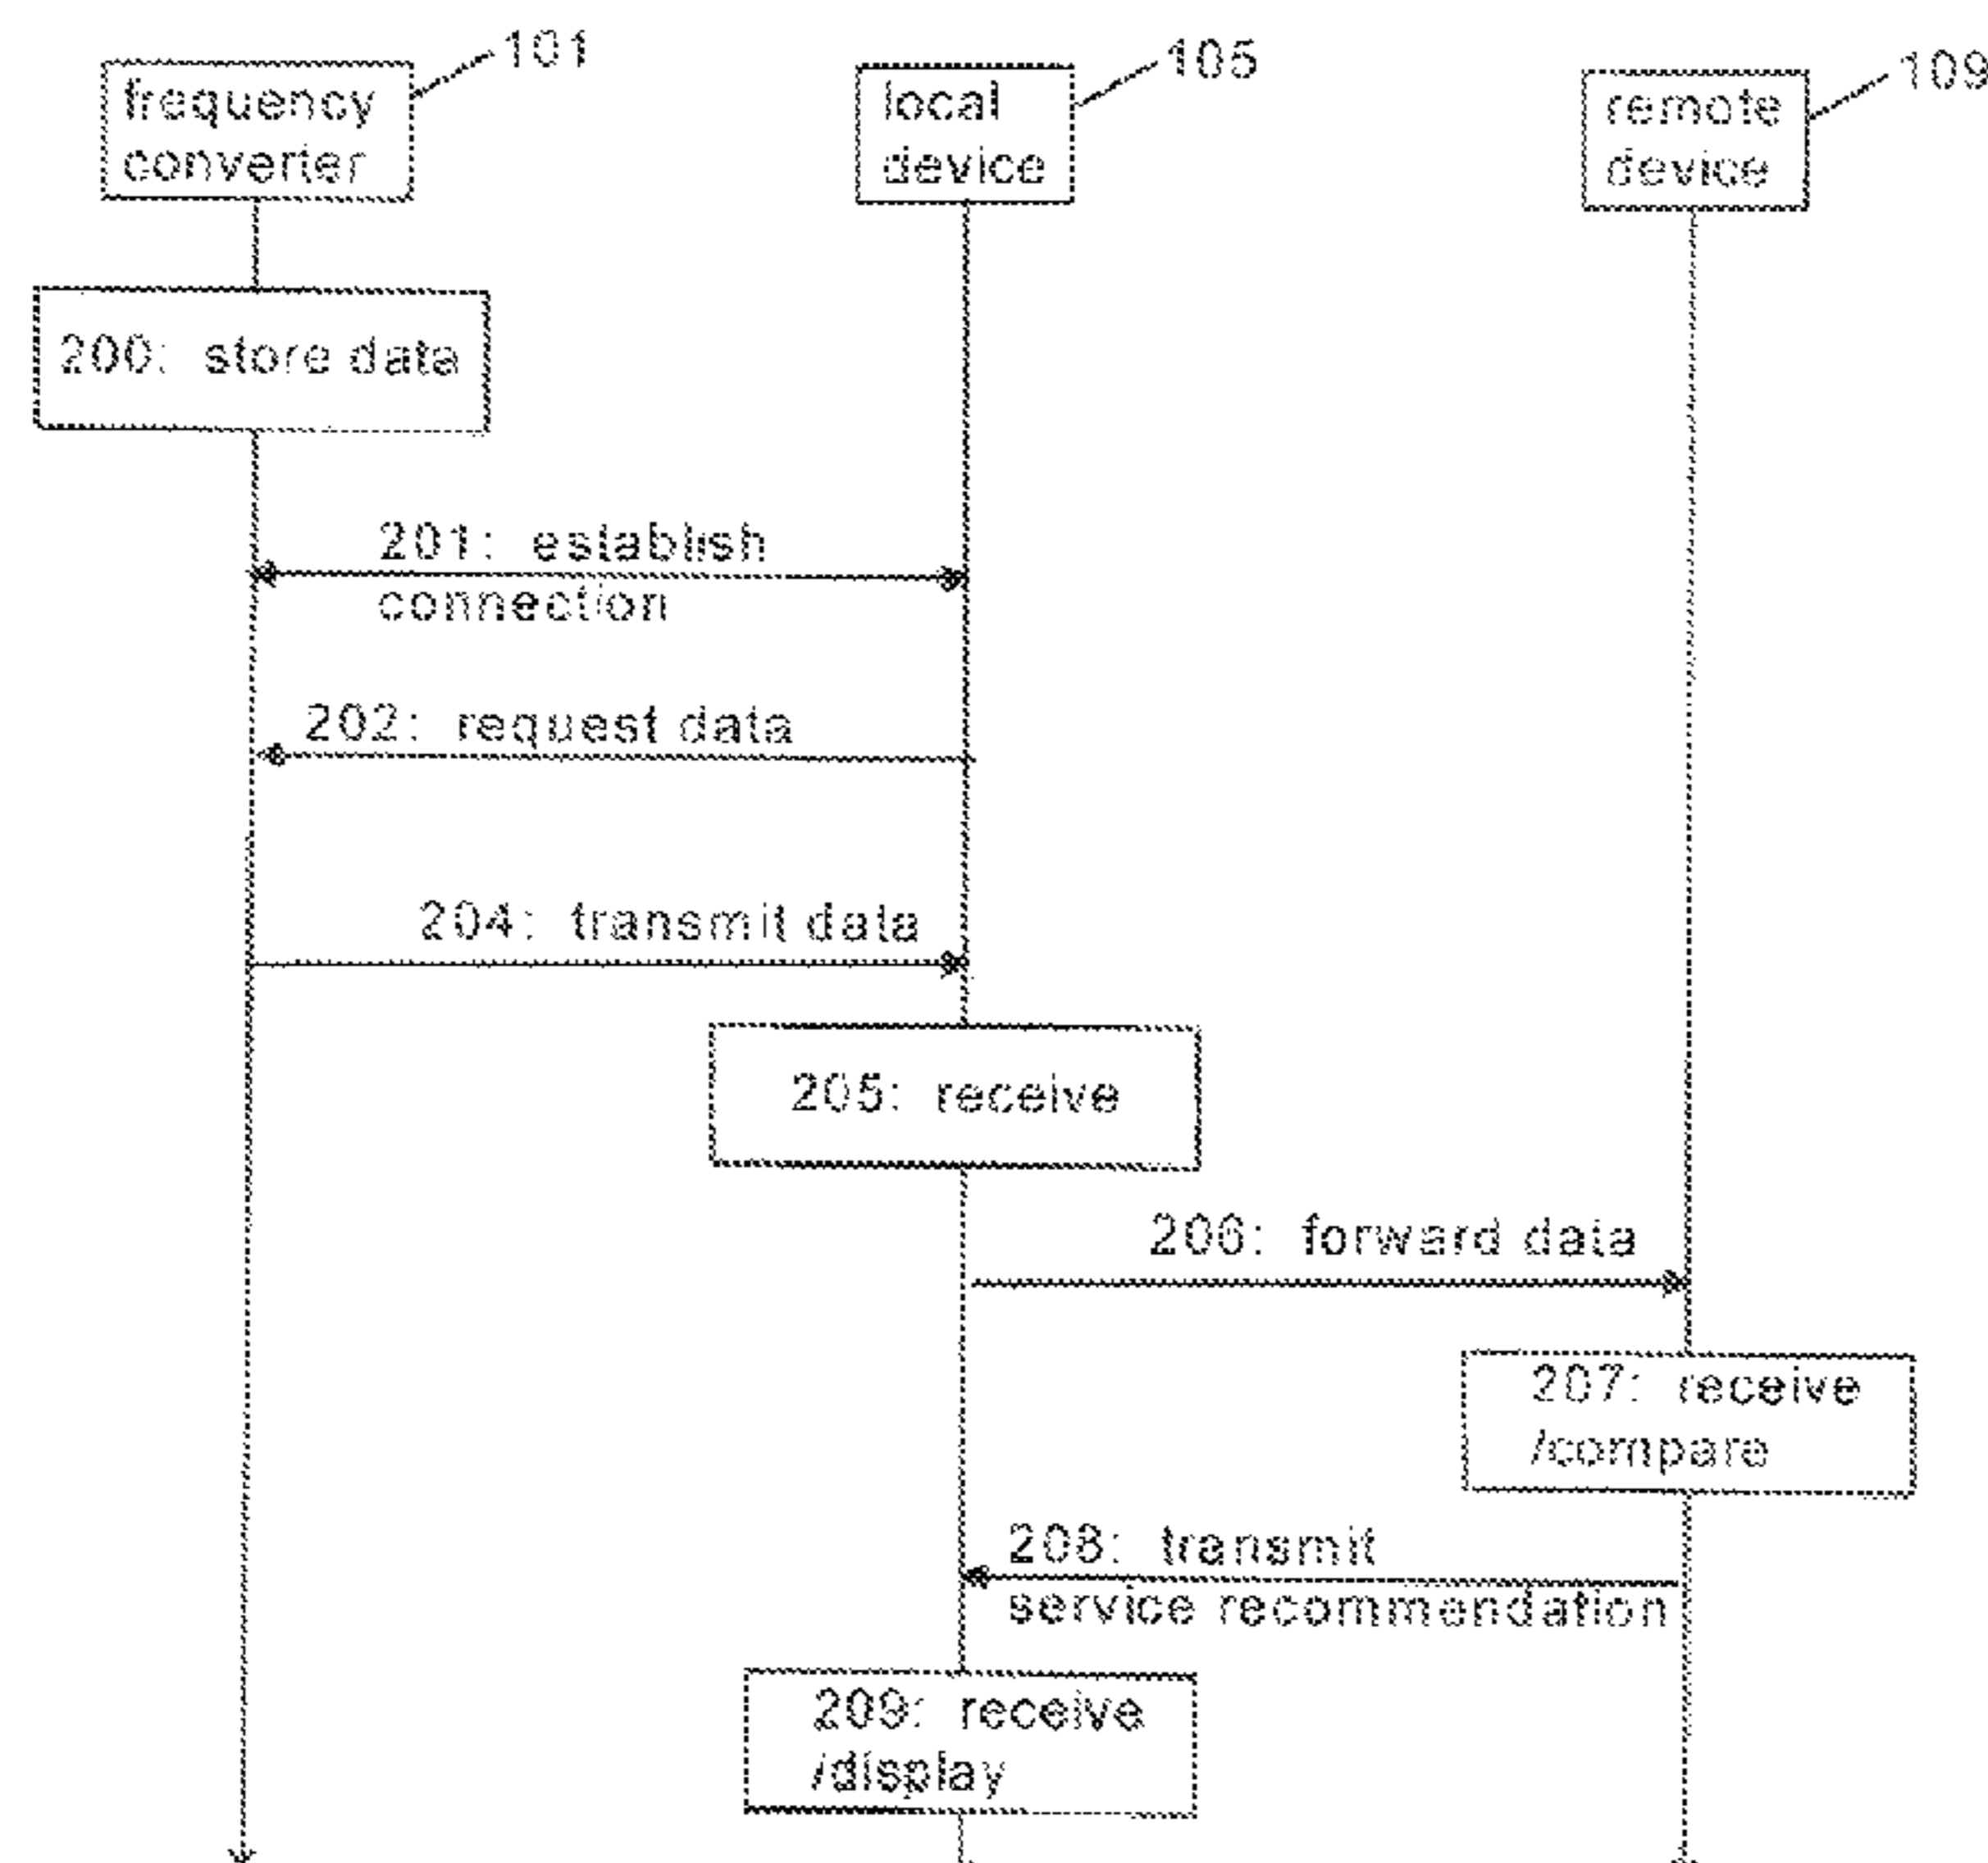 101
105
109
frequency
converter
local
device
remote
device
200: store data
201: establish
connection
202: request data
204: transmit data
205: receive
206: forward data
207: receive
/compare
208: transmit
service recommendation
209: receive
/display